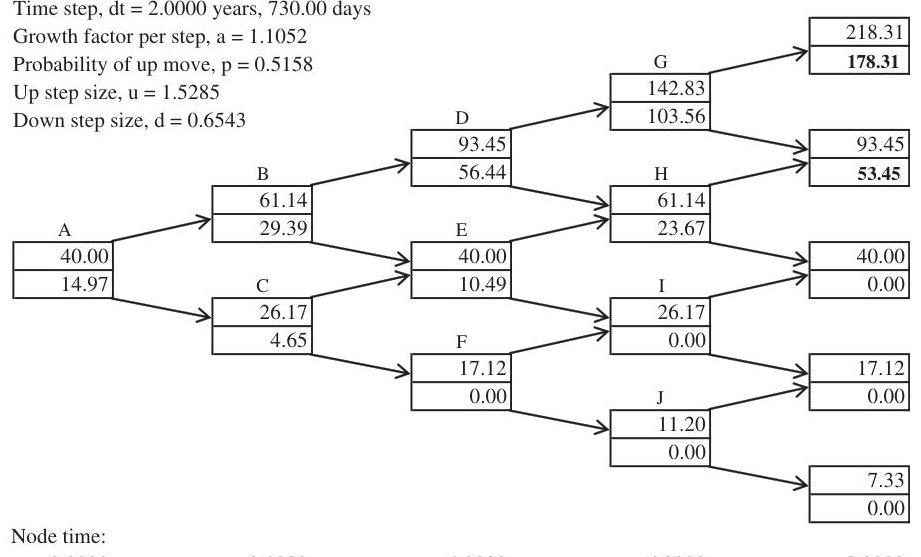 Time step, dt = 2.0000 years, 730.00 days
Growth factor per step, a = 1.1052
Probability of up move, p = 0.5158
Up step size, u = 1.5285
Down step size, d = 0.6543
A
40.00
14.97
B
61.14
29.39
C
26.17
4.65
D
93.45
56.44
E
40.00
10.49
F
17.12
0.00
G
142.83
103.56
H
61.14
23.67
I
26.17
0.00
J
11.20
0.00
218.31
178.31
93.45
53.45
40.00
0.00
17.12
0.00
7.33
0.00
Node time: